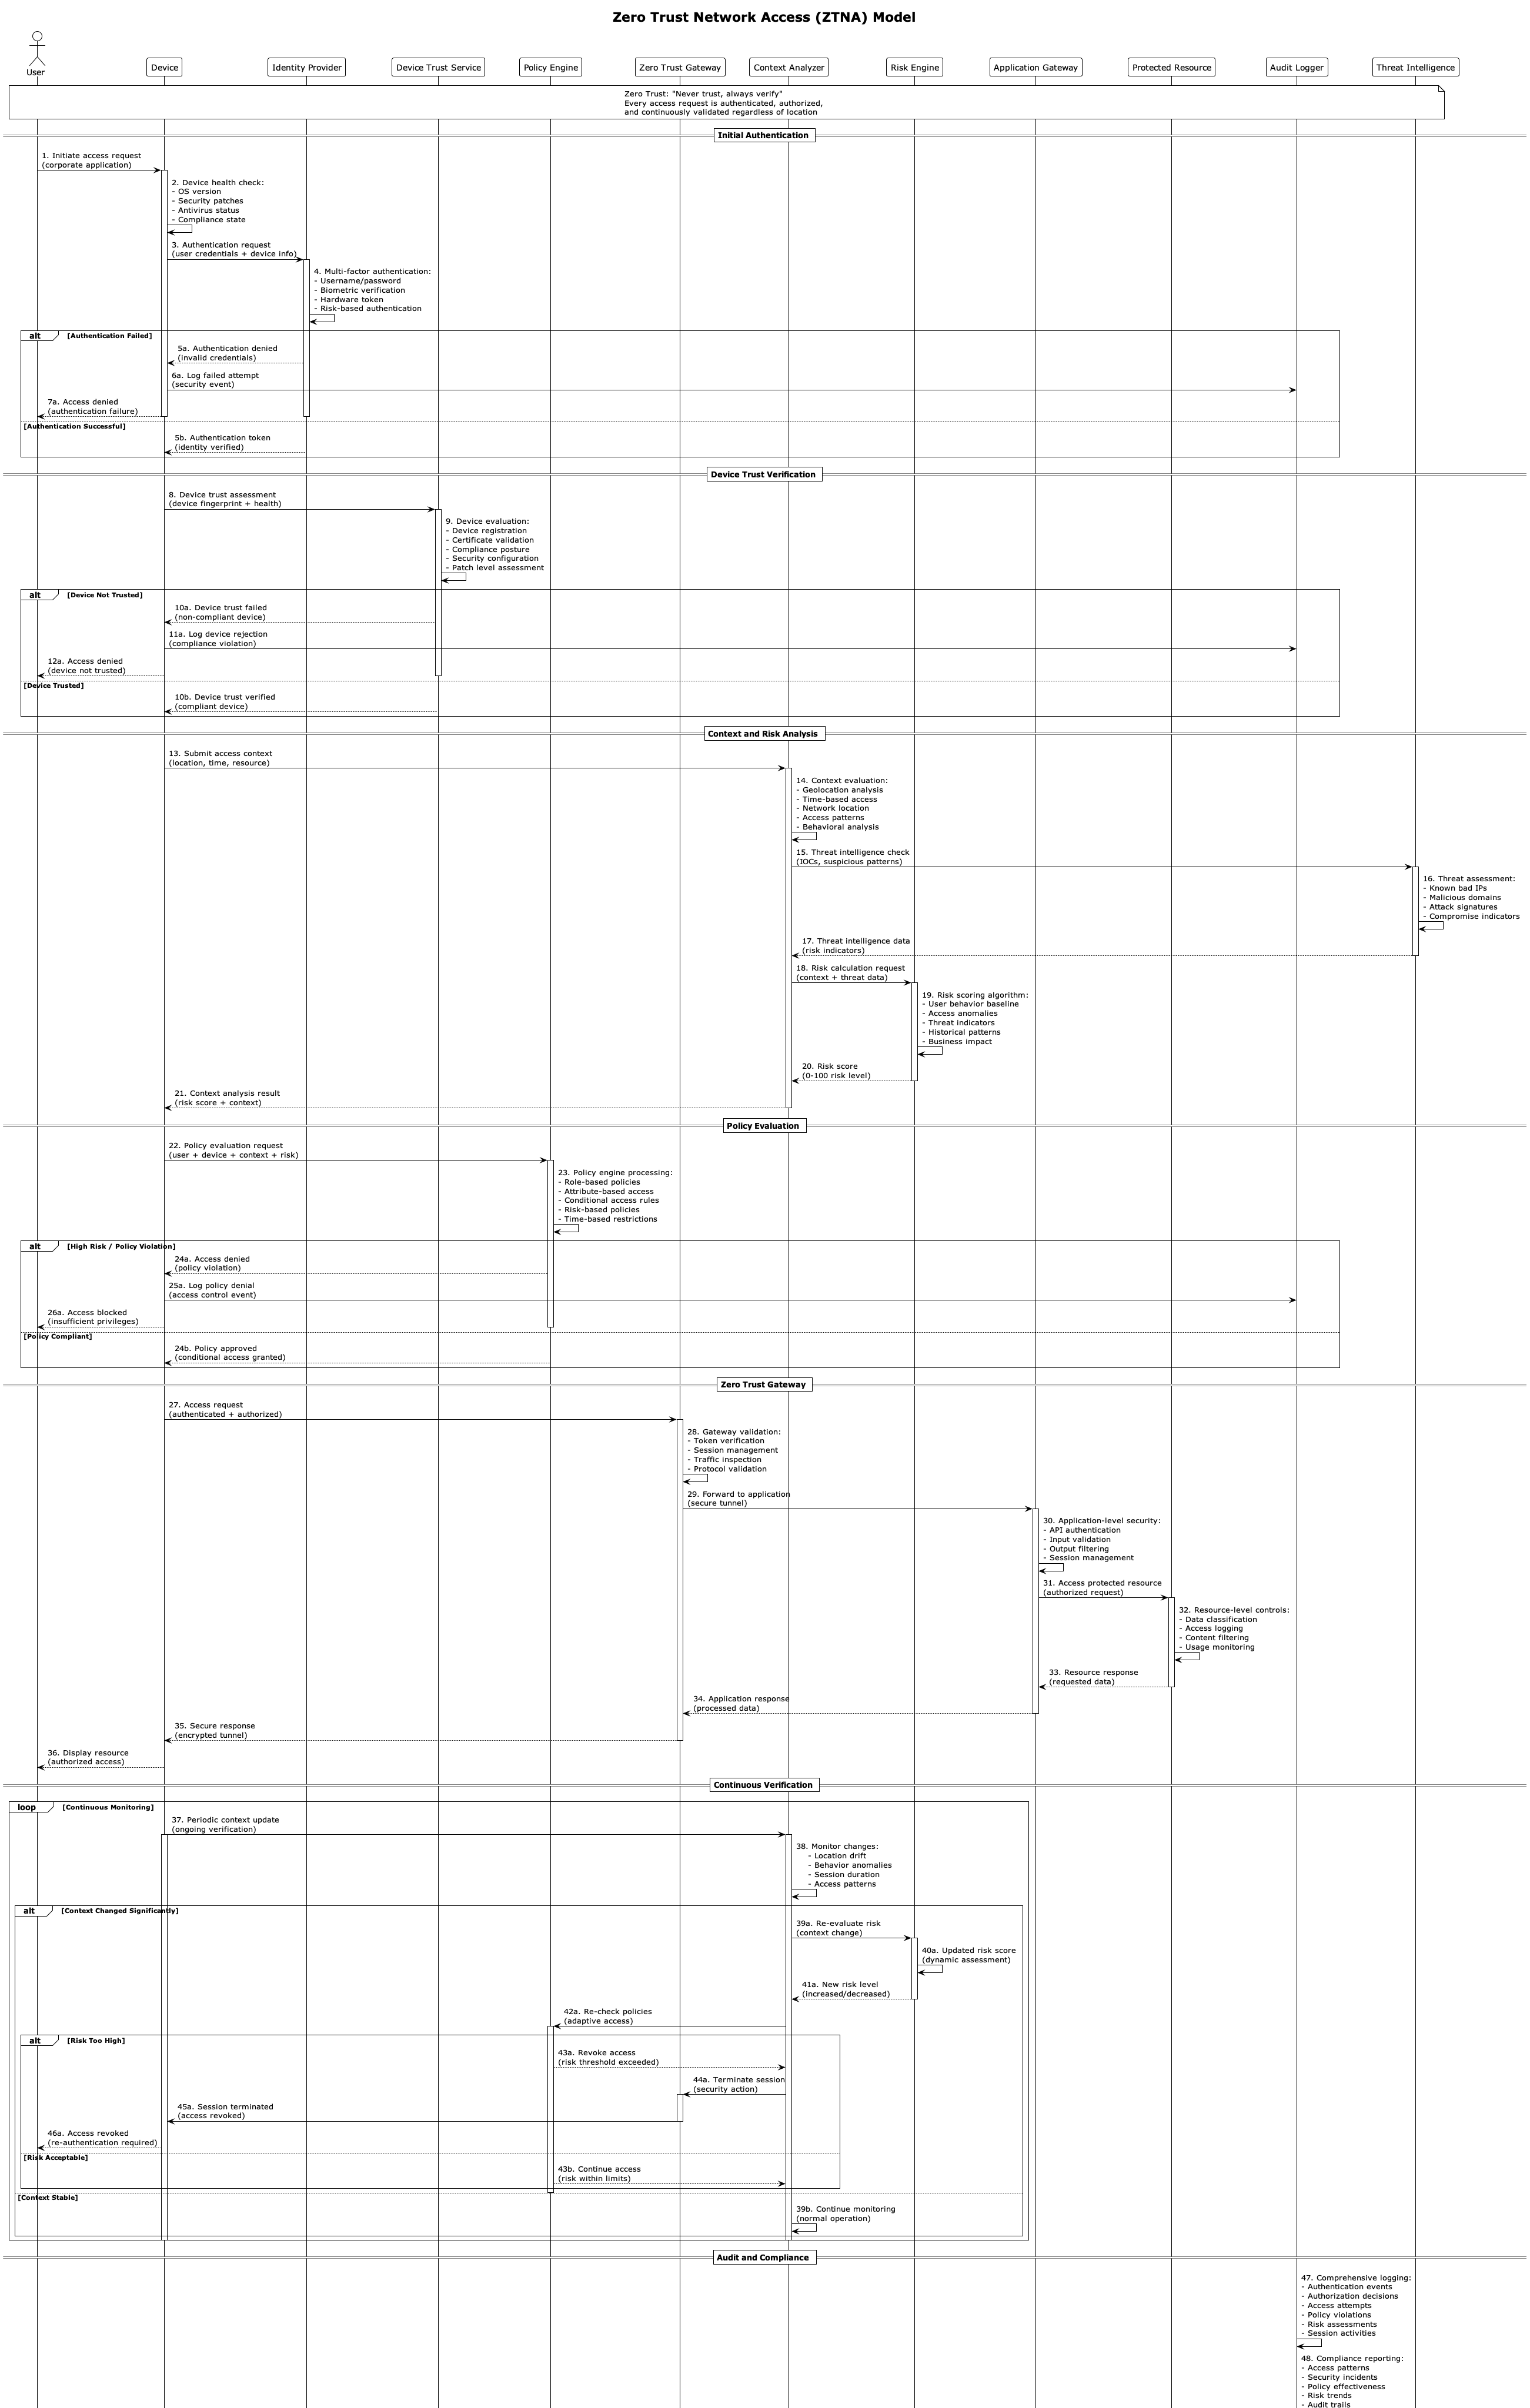 Zero Trust Network Access (ZTNA) Model
User
Device
Identity Provider
Device Trust Service
Policy Engine
Zero Trust Gateway
Context Analyzer
Risk Engine
Application Gateway
Protected Resource
Audit Logger
Threat Intelligence
Zero Trust: "Never trust, always verify"
Every access request is authenticated, authorized,
and continuously validated regardless of location
Initial Authentication
1. Initiate access request
(corporate application)
2. Device health check:
- OS version
- Security patches
- Antivirus status
- Compliance state
3. Authentication request
(user credentials + device info)
4. Multi-factor authentication:
- Username/password
- Biometric verification
- Hardware token
- Risk-based authentication
alt
[Authentication Failed]
5a. Authentication denied
(invalid credentials)
6a. Log failed attempt
(security event)
7a. Access denied
(authentication failure)
[Authentication Successful]
5b. Authentication token
(identity verified)
Device Trust Verification
8. Device trust assessment
(device fingerprint + health)
9. Device evaluation:
- Device registration
- Certificate validation
- Compliance posture
- Security configuration
- Patch level assessment
alt
[Device Not Trusted]
10a. Device trust failed
(non-compliant device)
11a. Log device rejection
(compliance violation)
12a. Access denied
(device not trusted)
[Device Trusted]
10b. Device trust verified
(compliant device)
Context and Risk Analysis
13. Submit access context
(location, time, resource)
14. Context evaluation:
- Geolocation analysis
- Time-based access
- Network location
- Access patterns
- Behavioral analysis
15. Threat intelligence check
(IOCs, suspicious patterns)
16. Threat assessment:
- Known bad IPs
- Malicious domains
- Attack signatures
- Compromise indicators
17. Threat intelligence data
(risk indicators)
18. Risk calculation request
(context + threat data)
19. Risk scoring algorithm:
- User behavior baseline
- Access anomalies
- Threat indicators
- Historical patterns
- Business impact
20. Risk score
(0-100 risk level)
21. Context analysis result
(risk score + context)
Policy Evaluation
22. Policy evaluation request
(user + device + context + risk)
23. Policy engine processing:
- Role-based policies
- Attribute-based access
- Conditional access rules
- Risk-based policies
- Time-based restrictions
alt
[High Risk / Policy Violation]
24a. Access denied
(policy violation)
25a. Log policy denial
(access control event)
26a. Access blocked
(insufficient privileges)
[Policy Compliant]
24b. Policy approved
(conditional access granted)
Zero Trust Gateway
27. Access request
(authenticated + authorized)
28. Gateway validation:
- Token verification
- Session management
- Traffic inspection
- Protocol validation
29. Forward to application
(secure tunnel)
30. Application-level security:
- API authentication
- Input validation
- Output filtering
- Session management
31. Access protected resource
(authorized request)
32. Resource-level controls:
- Data classification
- Access logging
- Content filtering
- Usage monitoring
33. Resource response
(requested data)
34. Application response
(processed data)
35. Secure response
(encrypted tunnel)
36. Display resource
(authorized access)
Continuous Verification
loop
[Continuous Monitoring]
37. Periodic context update
(ongoing verification)
38. Monitor changes:
- Location drift
- Behavior anomalies
- Session duration
- Access patterns
alt
[Context Changed Significantly]
39a. Re-evaluate risk
(context change)
40a. Updated risk score
(dynamic assessment)
41a. New risk level
(increased/decreased)
42a. Re-check policies
(adaptive access)
alt
[Risk Too High]
43a. Revoke access
(risk threshold exceeded)
44a. Terminate session
(security action)
45a. Session terminated
(access revoked)
46a. Access revoked
(re-authentication required)
[Risk Acceptable]
43b. Continue access
(risk within limits)
[Context Stable]
39b. Continue monitoring
(normal operation)
Audit and Compliance
47. Comprehensive logging:
- Authentication events
- Authorization decisions
- Access attempts
- Policy violations
- Risk assessments
- Session activities
48. Compliance reporting:
- Access patterns
- Security incidents
- Policy effectiveness
- Risk trends
- Audit trails